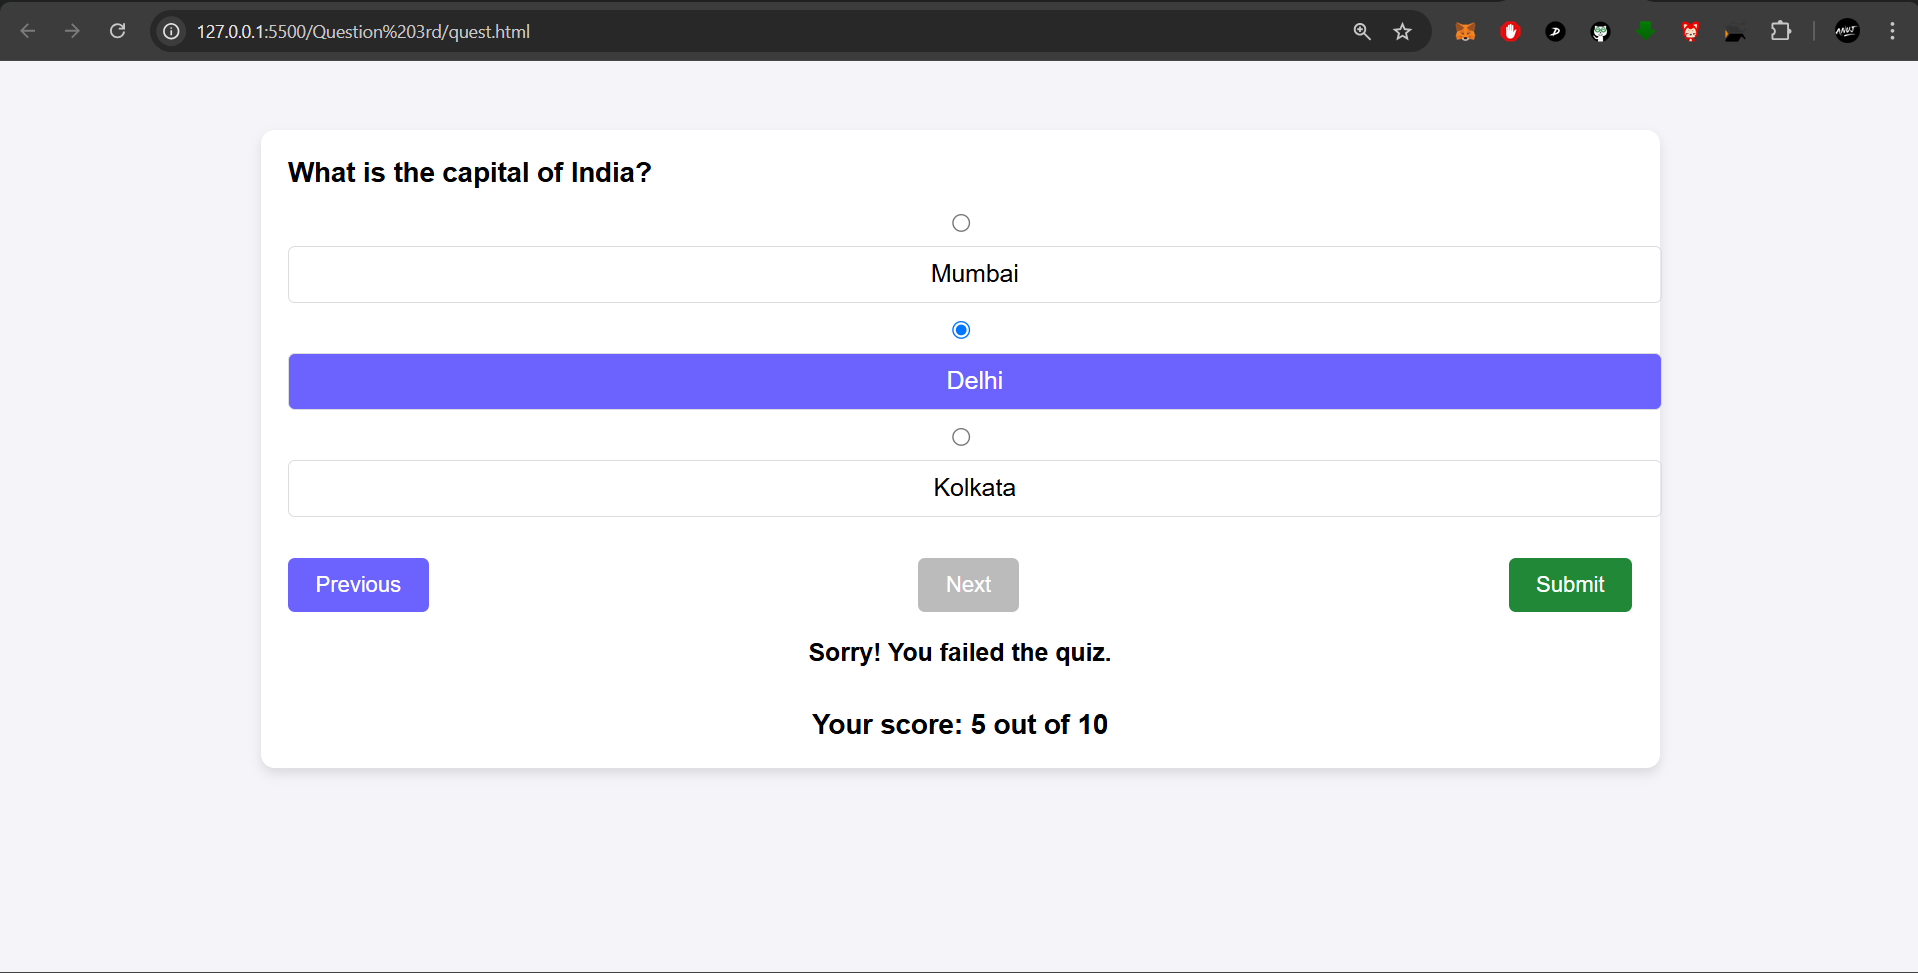 127.0.0.1:5500/Question%203rd/quest.html
ANUJ
What is the capital of India?
Mumbai
Delhi
Kolkata
Previous Next Submit
Sorry! You failed the quiz.
Your score: 5 out of 10